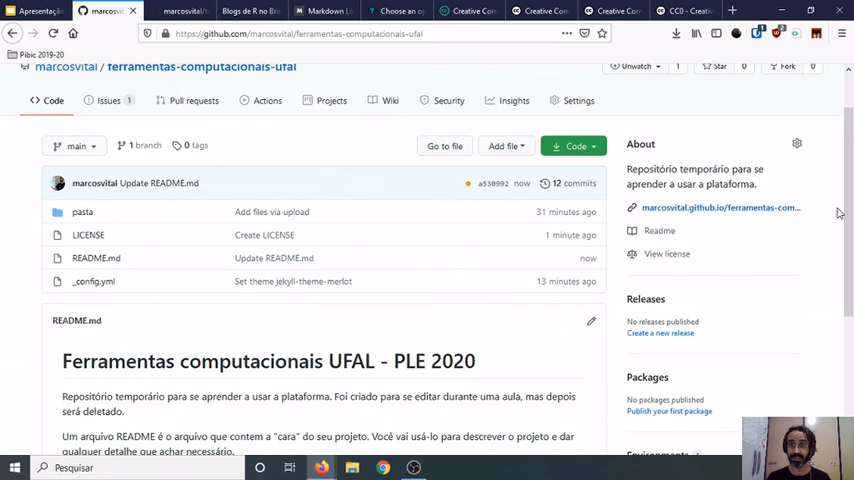 Apresentação
marcosvital
marcosvital/
Blogs de R no Br
Markdown Li
Choose an op
Creative Com
Creative Com
Creative Com
CC0 - Creativ
https://github.com/marcosvital/ferramentas-computacionais-ufal
Pibic 2019-20
marcosvital / ferramentas-computacionais-ufal
Unwatch 1
Star 0
Fork 0
Code
Issues 1
Pull requests
Actions
Projects
Wiki
Security
Insights
Settings
main
1 branch
0 tags
Go to file
Add file
Code
About
Repositório temporário para se
aprender a usar a plataforma.
marcosvital.github.io/ferramentas-com...
Readme
View license
marcosvital Update README.md
a530992 now
12 commits
pasta
Add files via upload
31 minutes ago
LICENSE
Create LICENSE
1 minute ago
README.md
Update README.md
now
_config.yml
Set theme jekyll-theme-merlot
13 minutes ago
Releases
No releases published
Create a new release
README.md
Ferramentas computacionais UFAL - PLE 2020
Repositório temporário para se aprender a usar a plataforma. Foi criado para se editar durante uma aula, mas depois
será deletado.
Um arquivo README é o arquivo que contem a "cara" do seu projeto. Você vai usá-lo para descrever o projeto e dar
qualquer detalhe que achar necessário.
Packages
No packages published
Publish your first package
Environments
Pesquisar